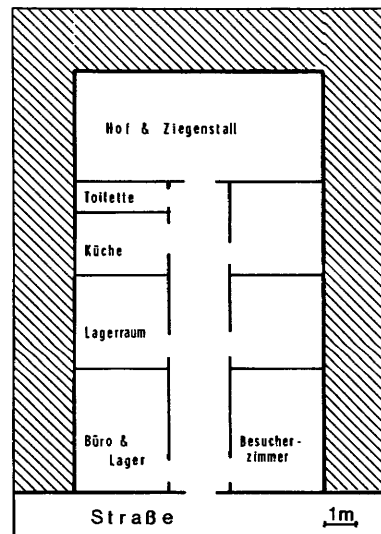 Hof & Ziegenstall
Toilette
Küche
Lagerraum
Büro &
Lager
Besucher-
zimmer
Straße
1m